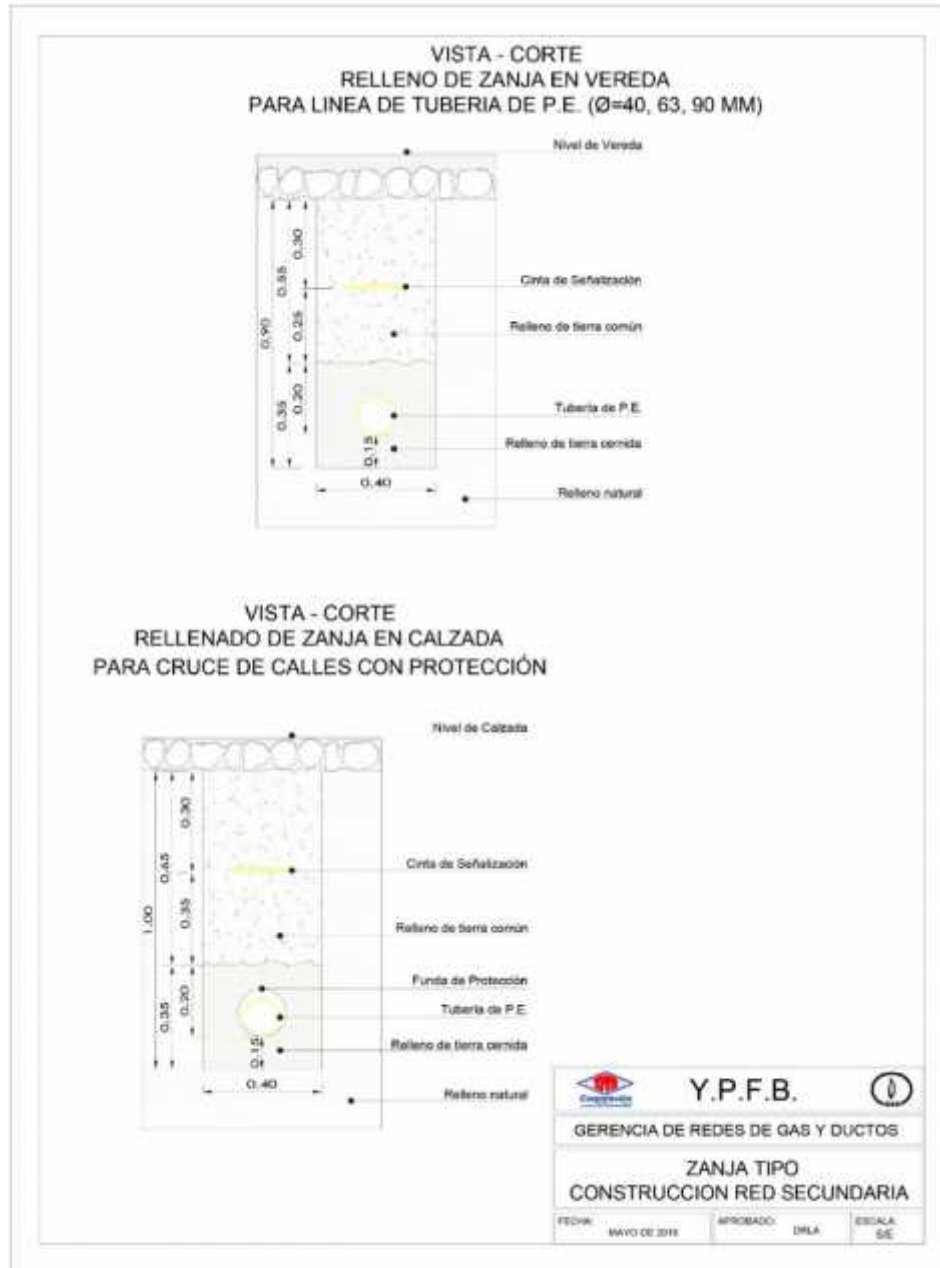 VISTA - CORTE
RELLENO DE ZANJA EN VEREDA
PARA LINEA DE TUBERIA DE P.E. (Ø=40, 63, 90 MM)
Nivel de Vereda
0.30
0.55
Cinta de Señalización
0.90
0.25
Relleno de tierra común
0.20
0.35
Tubería de P.E.
0.15
Relleno de tierra cernida
0.40
Relleno natural
VISTA - CORTE
RELLENADO DE ZANJA EN CALZADA
PARA CRUCE DE CALLES CON PROTECCIÓN
Nivel de Calzada
0.30
0.65
Cinta de Señalización
0.35
1.00
Relleno de tierra común
Funda de Protección
0.20
0.35
Tubería de P.E.
0.15
Relleno de tierra cernida
0.40
Relleno natural
Corporación
Y.P.F.B.
GERENCIA DE REDES DE GAS Y DUCTOS
ZANJA TIPO
CONSTRUCCION RED SECUNDARIA
FECHA: MAYO DE
APROBADO:
ESCALA: S/E